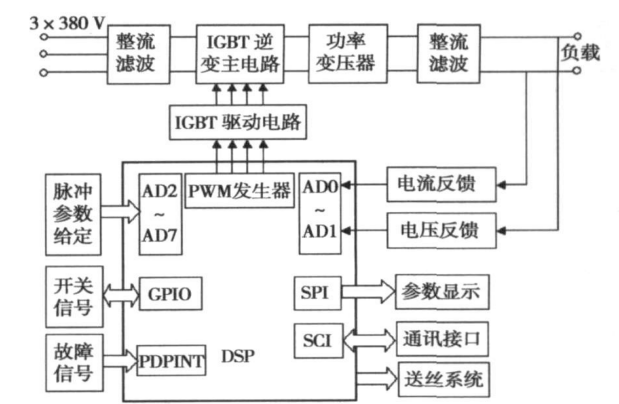 3×380 V
整流
滤波
IGBT 逆
变主电路
功率
变压器
整流
滤波
负载
IGBT 驱动电路
脉冲
参数
给定
AD2
~
AD7
PWM发生器
AD0
~
AD1
电流反馈
电压反馈
开关
信号
GPIO
SPI
参数显示
故障
信号
PDPINT
DSP
SCI
通讯接口
送丝系统